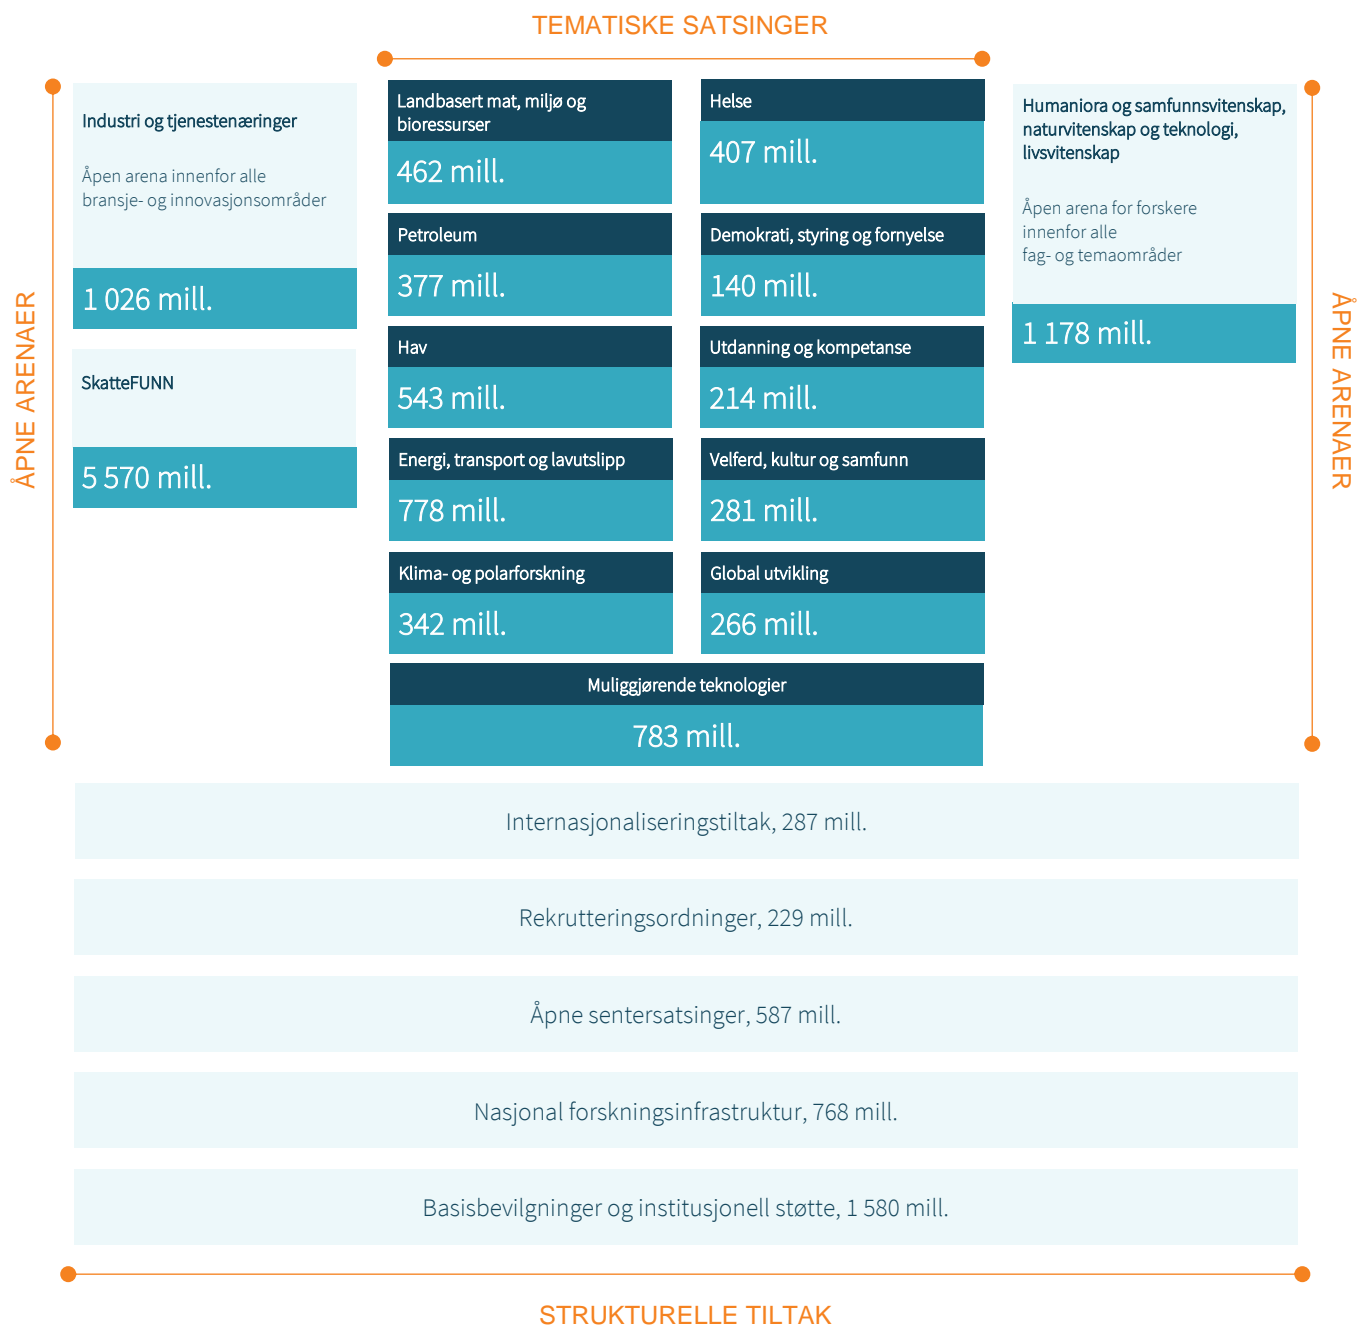 TEMATISKE SATSINGER
ÅPNE ARENAER
Industri og tjenestenæringer
Åpen arena innenfor alle
bransje- og innovasjonsområder
1 026 mill.
SkatteFUNN
5 570 mill.
Landbasert mat, miljø og
bioressurser
462 mill.
Helse
407 mill.
Petroleum
377 mill.
Demokrati, styring og fornyelse
140 mill.
Hav
543 mill.
Utdanning og kompetanse
214 mill.
Energi, transport og lavutslipp
778 mill.
Velferd, kultur og samfunn
281 mill.
Klima- og polarforskning
342 mill.
Global utvikling
266 mill.
Muliggjørende teknologier
783 mill.
Humaniora og samfunnsvitenskap,
naturvitenskap og teknologi,
livsvitenskap
Åpen arena for forskere
innenfor alle
fag- og temaområder
1 178 mill.
ÅPNE ARENAER
Internasjonaliseringstiltak, 287 mill.
Rekrutteringsordninger, 229 mill.
Åpne sentersatsinger, 587 mill.
Nasjonal forskningsinfrastruktur, 768 mill.
Basisbevilgninger og institusjonell støtte, 1 580 mill.
STRUKTURELLE TILTAK